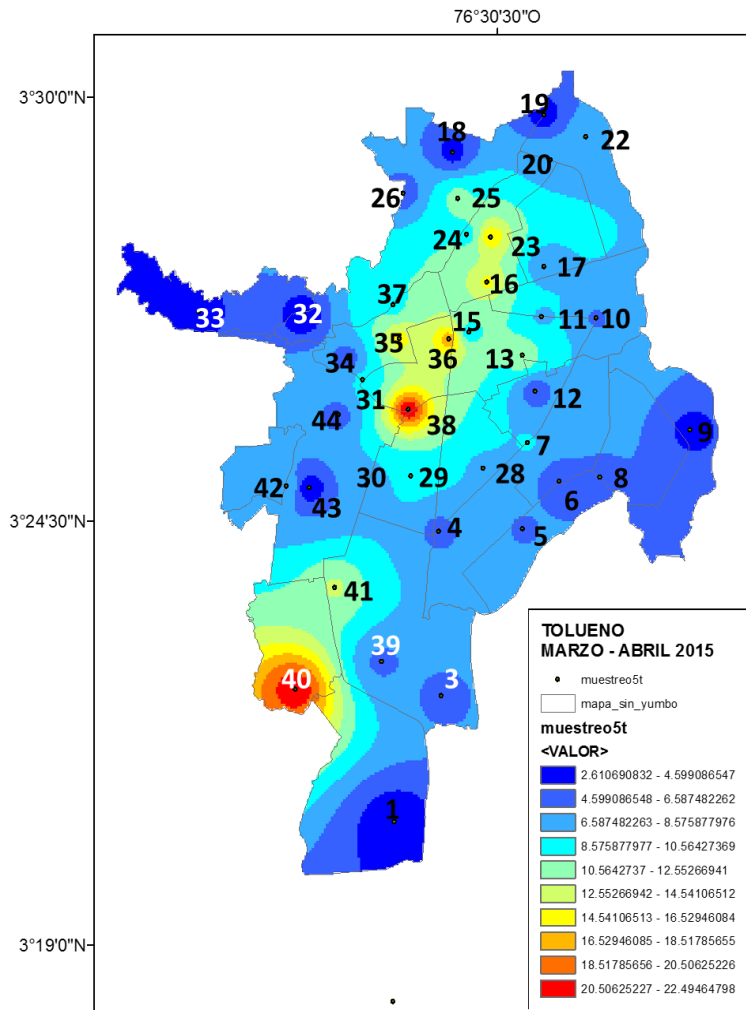 76°30'30"O
3°30'0"N
19
18
22
20
26
25
24
23
17
16
37
33
32
15
11
10
35
36
13
34
31
12
38
44
9
7
30
29
28
42
43
6
8
4
5
3°24'30"N
41
39
40
3
1
3°19'0"N
TOLUENO
MARZO - ABRIL 2015
muestreo5t
mapa_sin_yumbo
muestreo5t
<VALOR>
2.610690832 - 4.599086547
4.599086548 - 6.587482262
6.587482263 - 8.575877976
8.575877977 - 10.56427369
10.5642737 - 12.55266941
12.55266942 - 14.54106512
14.54106513 - 16.52946084
16.52946085 - 18.51785655
18.51785656 - 20.50625226
20.50625227 - 22.49464798